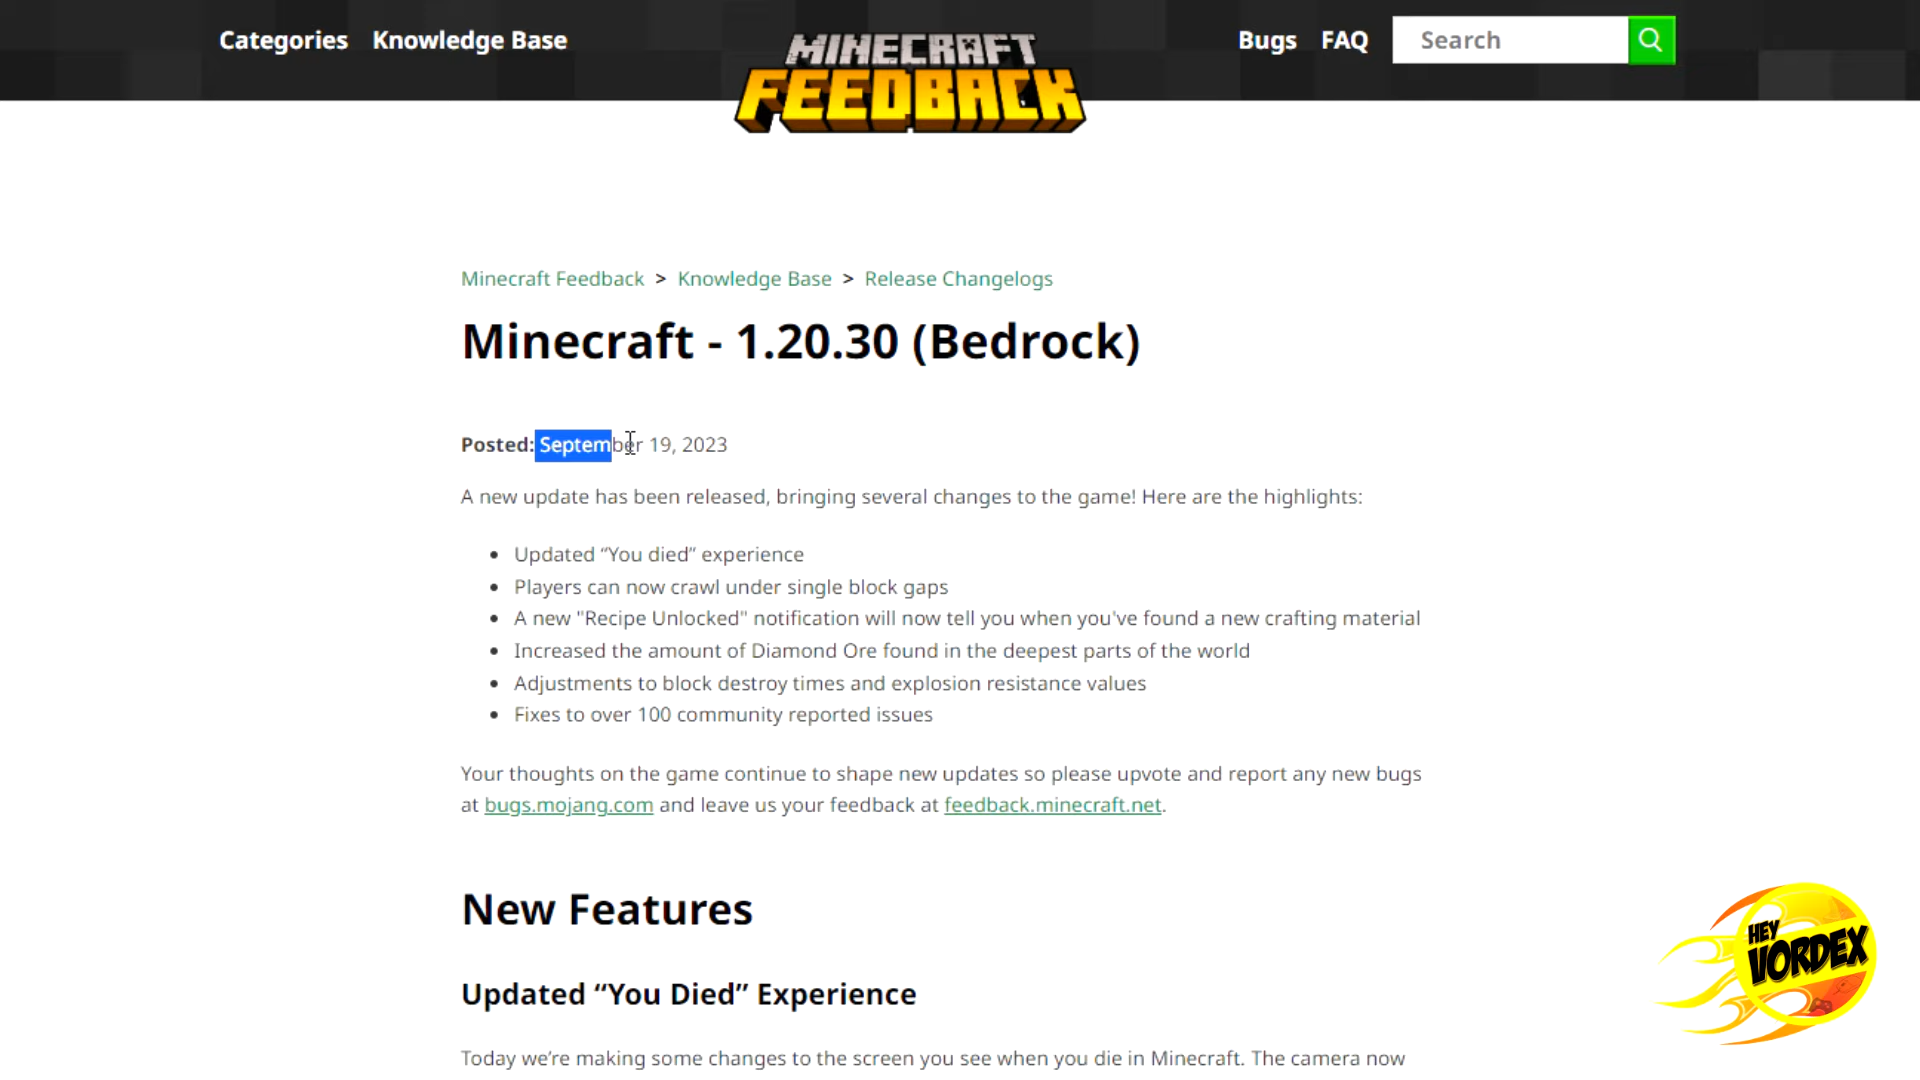 Categories Knowledge Base
MINECRAFT
FEEDBACK
Bugs FAQ Search
Minecraft Feedback > Knowledge Base > Release Changelogs
Minecraft - 1.20.30 (Bedrock)
Posted: September 19, 2023
A new update has been released, bringing several changes to the game! Here are the highlights:
• Updated “You died” experience
• Players can now crawl under single block gaps
• A new "Recipe Unlocked" notification will now tell you when you've found a new crafting material
• Increased the amount of Diamond Ore found in the deepest parts of the world
• Adjustments to block destroy times and explosion resistance values
• Fixes to over 100 community reported issues
Your thoughts on the game continue to shape new updates so please upvote and report any new bugs
at bugs.mojang.com and leave us your feedback at feedback.minecraft.net.
New Features
Updated “You Died” Experience
Today we’re making some changes to the screen you see when you die in Minecraft. The camera now
HEY
VORDEX